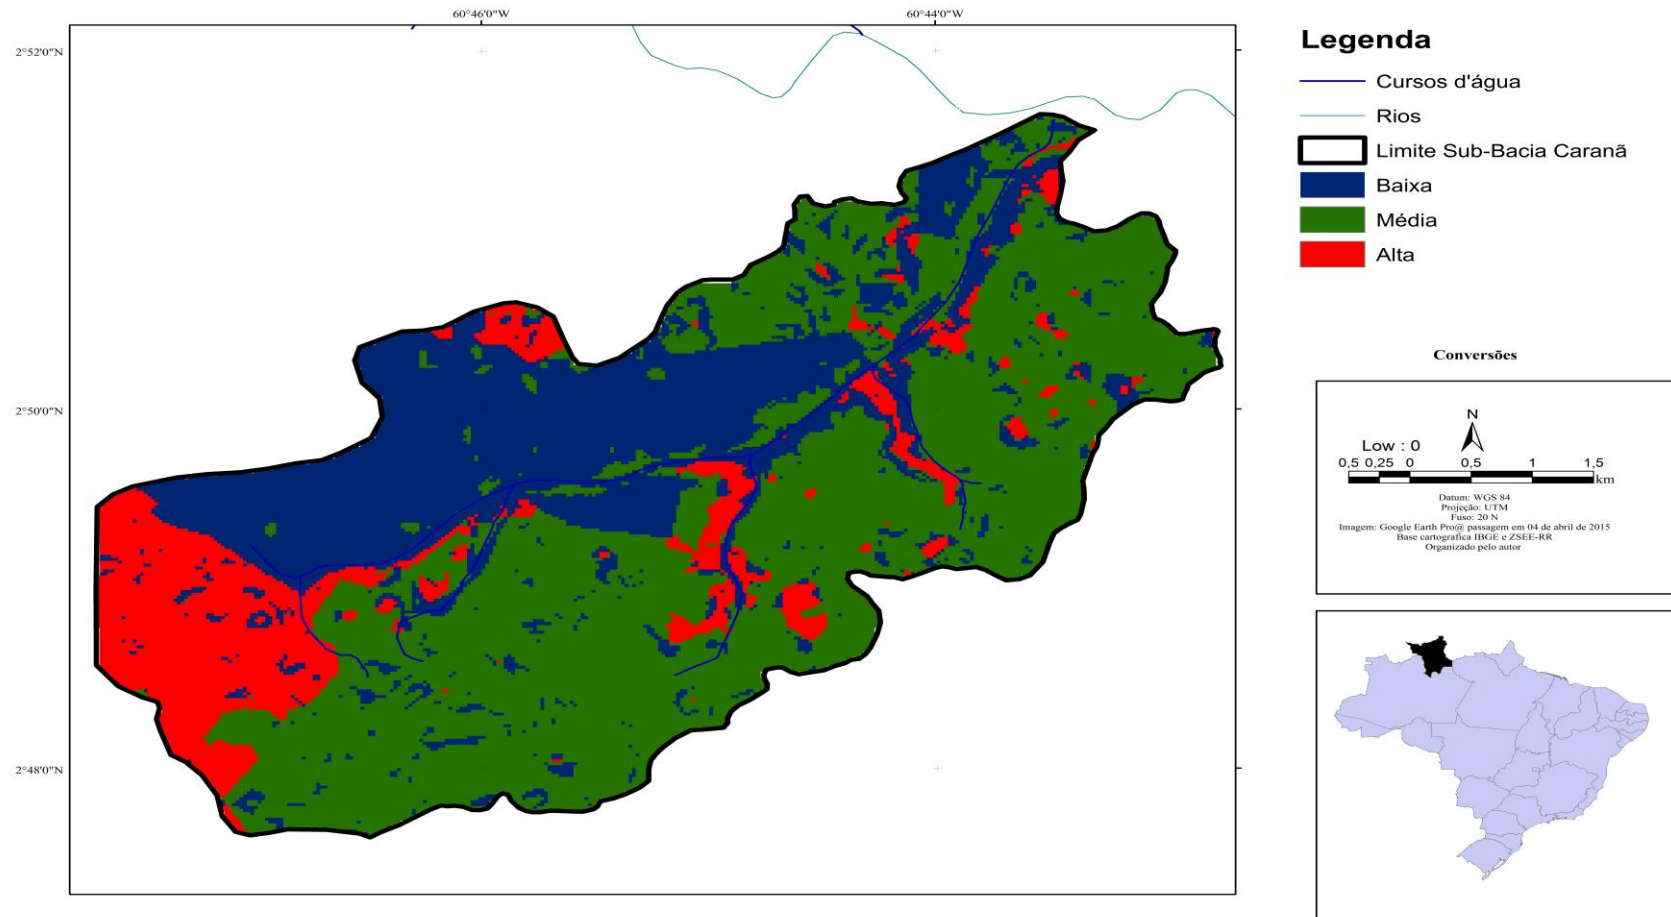 60°46'0"W
60°44'0"W
2°52'0"N
2°50'0"N
2°48'0"N
Legenda
Cursos d'água
Rios
Limite Sub-Bacia Caranã
Baixa
Média
Alta
Conversões
N
Low : 0
0,5 0,25 0 0,5 1 1,5
km
Datum: WGS 84
Projeção: UTM
Fuso: 20 N
Imagem: Google Earth Pro@ passagem em 04 de abril de 2015
Base cartografica IBGE e ZSEE-RR
Organizado pelo autor